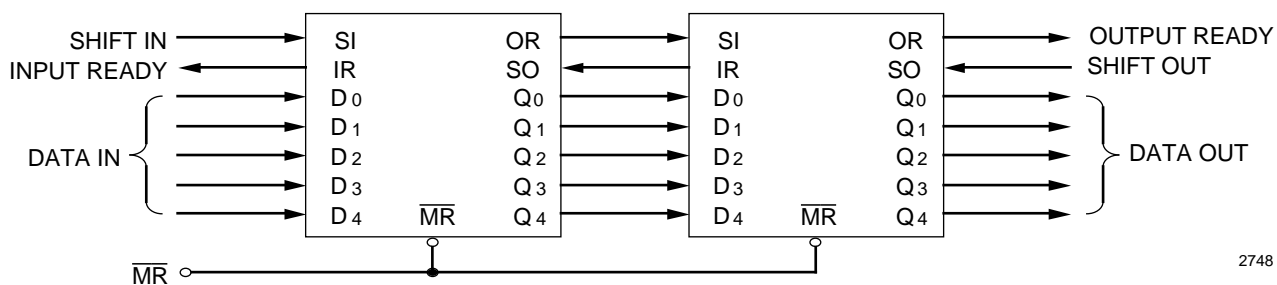 SHIFT IN SI OR SI OR OUTPUT READY
INPUT READY IR SO IR SO SHIFT OUT
D0 Q0 D0 Q0
D1 Q1 D1 Q1
DATA IN D2 Q2 D2 Q2 DATA OUT
D3 Q3 D3 Q3
D4 MR Q4 D4 MR Q4
MR 2748